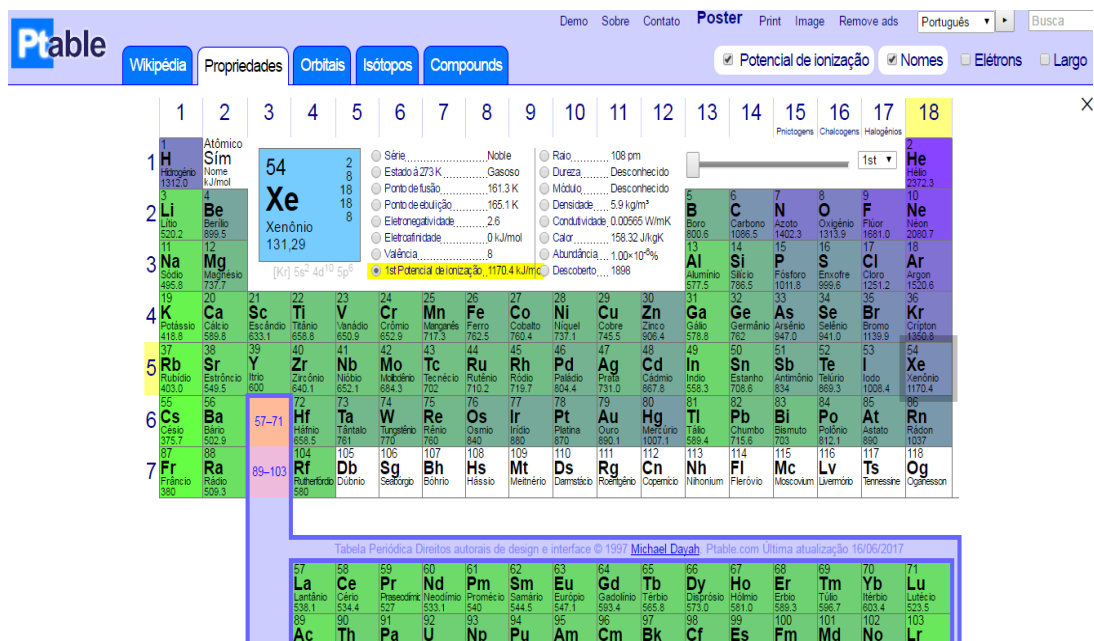 Demo Sobre Contato Poster Print Image Remove ads Português Busca
Ptable
Wikipédia Propriedades Orbitais Isótopos Compounds Potencial de ionização Nomes Elétrons Largo
X
1 2 3 4 5 6 7 8 9 10 11 12 13 14 15 16 17 18
Pnictogens Chalcogens Halogênios
Atômico
Sím
Nome
kJ/mol
54
Xe
Xenônio
131,29
2
8
18
18
8
[Kr] 5s² 4d¹⁰ 5p⁶
Série Noble
Estado à 273 K Gasoso
Ponto de fusão 161.3 K
Ponto de ebulição 165.1 K
Eletronegatividade 2.6
Eletroafinidade 0 kJ/mol
Valência 8
1st Potencial de ionização 1170.4 kJ/mo
Raio 108 pm
Dureza Desconhecido
Módulo Desconhecido
Densidade 5.9 kg/m³
Condutividade 0.00565 W/mK
Calor 158.32 J/kgK
Abundância 1.00×10⁻⁹%
Descoberto 1898
1st
1
1 2
H He
Hidrogénio Hélio
1312.0 2372.3
2
3 4 5 6 7 8 9 10
Li Be B C N O F Ne
Lítio Berílio Boro Carbono Azoto Oxigénio Flúor Néon
520.2 899.5 800.6 1086.5 1402.3 1313.9 1681.0 2080.7
3
11 12 13 14 15 16 17 18
Na Mg Al Si P S Cl Ar
Sódio Magnésio Alumínio Silício Fósforo Enxofre Cloro Argon
495.8 737.7 577.5 786.5 1011.8 999.6 1251.2 1520.6
4
19 20 21 22 23 24 25 26 27 28 29 30 31 32 33 34 35 36
K Ca Sc Ti V Cr Mn Fe Co Ni Cu Zn Ga Ge As Se Br Kr
Potássio Cálcio Escândio Titânio Vanádio Crômio Manganês Ferro Cobalto Níquel Cobre Zinco Gálio Germânio Arsênio Selênio Bromo Crípton
418.8 589.8 633.1 658.8 650.9 652.9 717.3 762.5 760.4 737.1 745.5 906.4 578.8 762 947.0 941.0 1139.9 1350.8
5
37 38 39 40 41 42 43 44 45 46 47 48 49 50 51 52 53 54
Rb Sr Y Zr Nb Mo Tc Ru Rh Pd Ag Cd In Sn Sb Te I Xe
Rubídio Estrôncio Itrio Zircônio Nióbio Molibdênio Tecnécio Rutênio Ródio Paládio Prata Cádmio Indio Estanho Antimônio Telúrio Iodo Xenônio
403.0 549.5 600 640.1 652.1 684.3 702 710.2 719.7 804.4 731.0 867.8 558.3 708.6 834 869.3 1008.4 1170.4
6
55 56 57–71 72 73 74 75 76 77 78 79 80 81 82 83 84 85 86
Cs Ba Hf Ta W Re Os Ir Pt Au Hg Tl Pb Bi Po At Rn
Césio Bário Háfnio Tântalo Tungstênio Rênio Osmio Irídio Platina Ouro Mercúrio Tálio Chumbo Bismuto Polônio Astato Rádon
375.7 502.9 658.5 761 770 760 840 880 870 890.1 1007.1 589.4 715.6 703 812.1 890 1037
7
87 88 89–103 104 105 106 107 108 109 110 111 112 113 114 115 116 117 118
Fr Ra Rf Db Sg Bh Hs Mt Ds Rg Cn Nh Fl Mc Lv Ts Og
Frâncio Rádio Rutherfórdio Dúbnio Seabórgio Bóhrio Hássio Meitnério Darmstácio Roentgênio Copernício Nihonium Fleróvio Moscovium Livermório Tennessine Oganesson
380 509.3 580
Tabela Periódica Direitos autorais de design e interface © 1997 Michael Dayah. Ptable.com Última atualização 16/06/2017
57 58 59 60 61 62 63 64 65 66 67 68 69 70 71
La Ce Pr Nd Pm Sm Eu Gd Tb Dy Ho Er Tm Yb Lu
Lantânio Cério Praseodímio Neodímio Promécio Samário Európio Gadolínio Térbio Disprósio Hólmio Erbio Túlio Itérbio Lutécio
538.1 534.4 527 533.1 540 544.5 547.1 593.4 565.8 573.0 581.0 589.3 596.7 603.4 523.5
89 90 91 92 93 94 95 96 97 98 99 100 101 102 103
Ac Th Pa U Np Pu Am Cm Bk Cf Es Fm Md No Lr